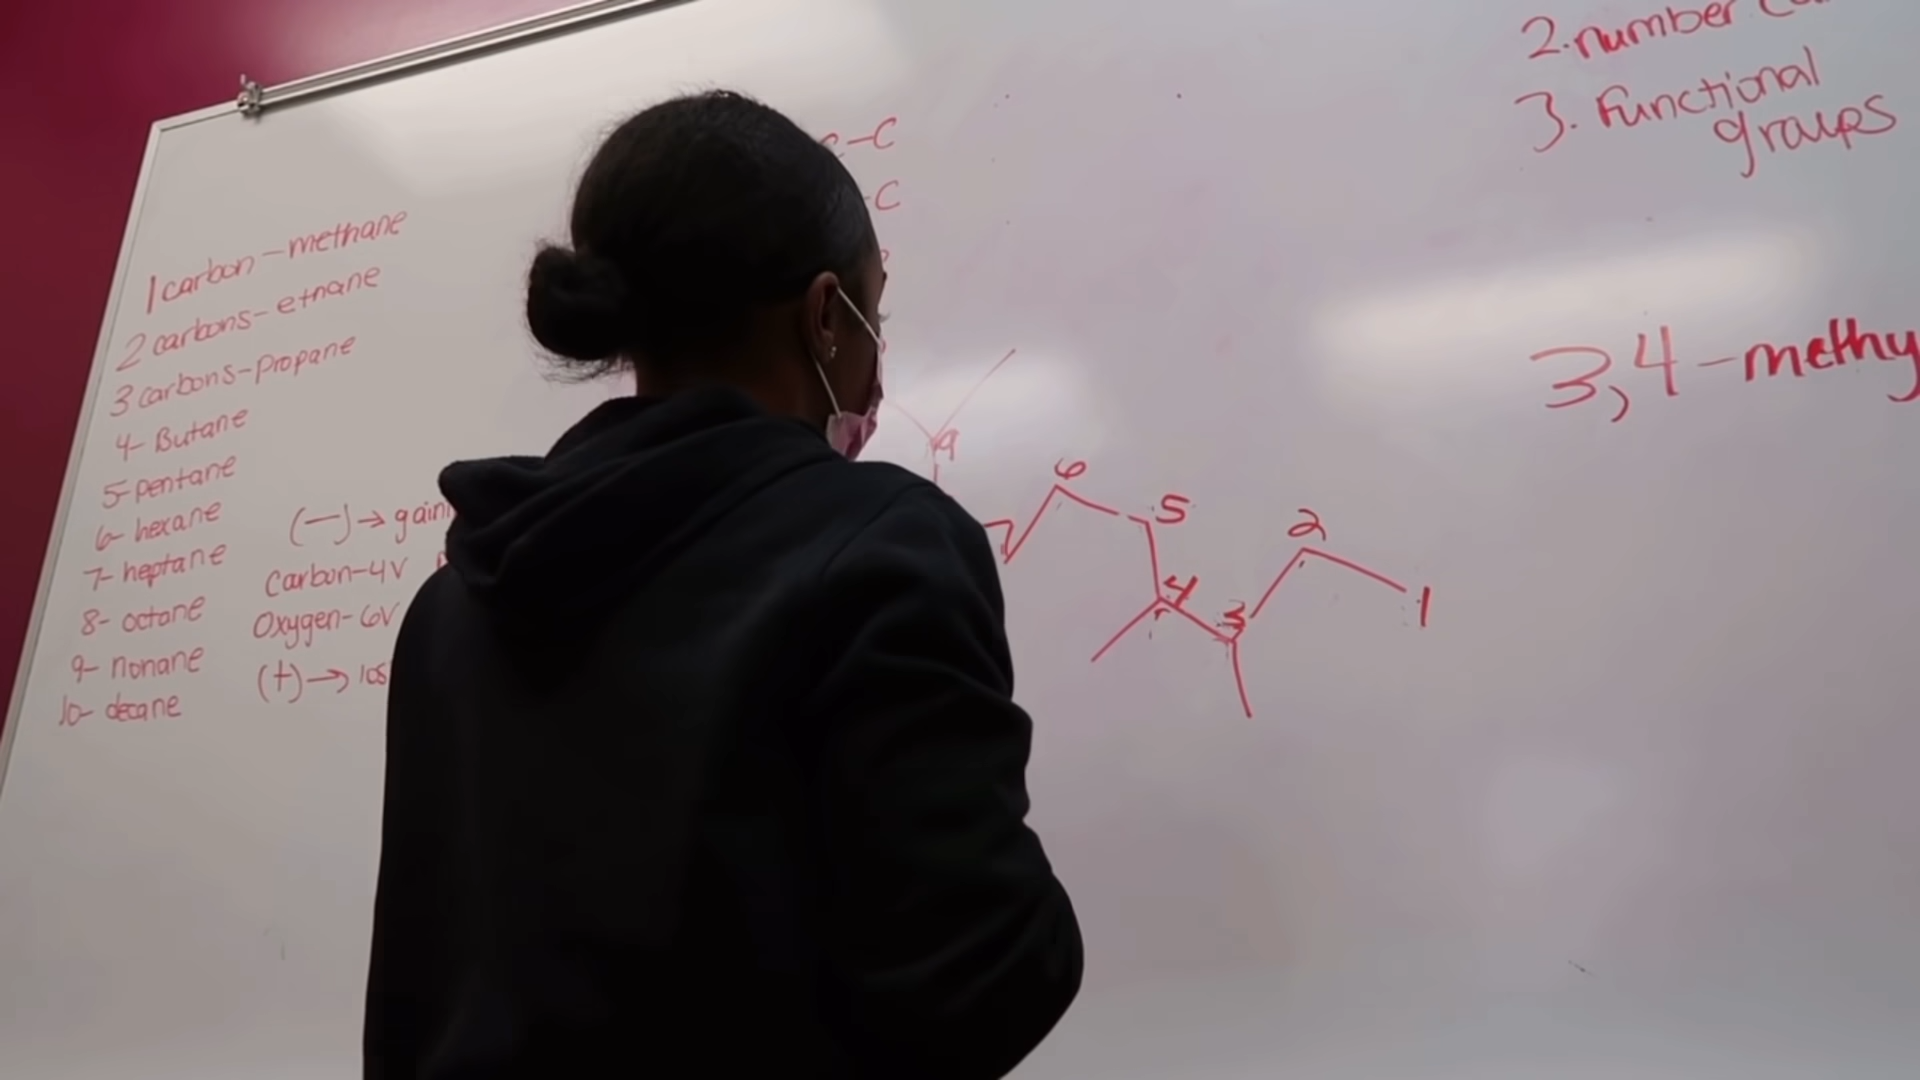 1 carbon - methane
2 carbons - ethane
3 carbons - propane
4 - Butane
5 - pentane
6 - hexane
7 - heptane
8 - octane
9 - nonane
10 - decane
(-) → gain
Carbon - 4V
Oxygen - 6V
(+) → los
C-C
-C
9
7
6
5
4
3
2
1
2. number
3. Functional
groups
3,4 - methy